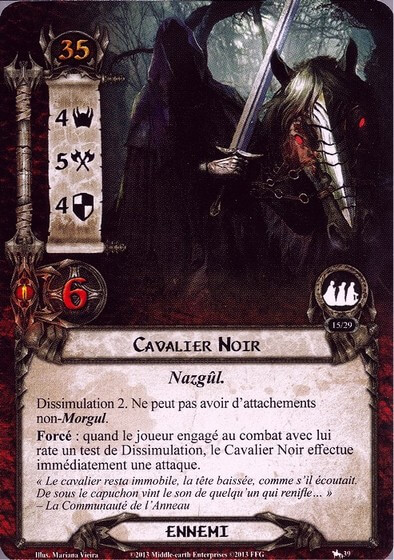 35
4
5
4
6
15/29
CAVALIER NOIR
Nazgûl.
Dissimulation 2. Ne peut pas avoir d'attachements
non-Morgul.
Forcé : quand le joueur engagé au combat avec lui
rate un test de Dissimulation, le Cavalier Noir effectue
immédiatement une attaque.
« Le cavalier resta immobile, la tête baissée, comme s'il écoutait.
De sous le capuchon vint le son de quelqu'un qui renifle… »
– La Communauté de l'Anneau
ENNEMI
Illus. Mariana Vieira ©2013 Middle-earth Enterprises ©2013 FFG 39